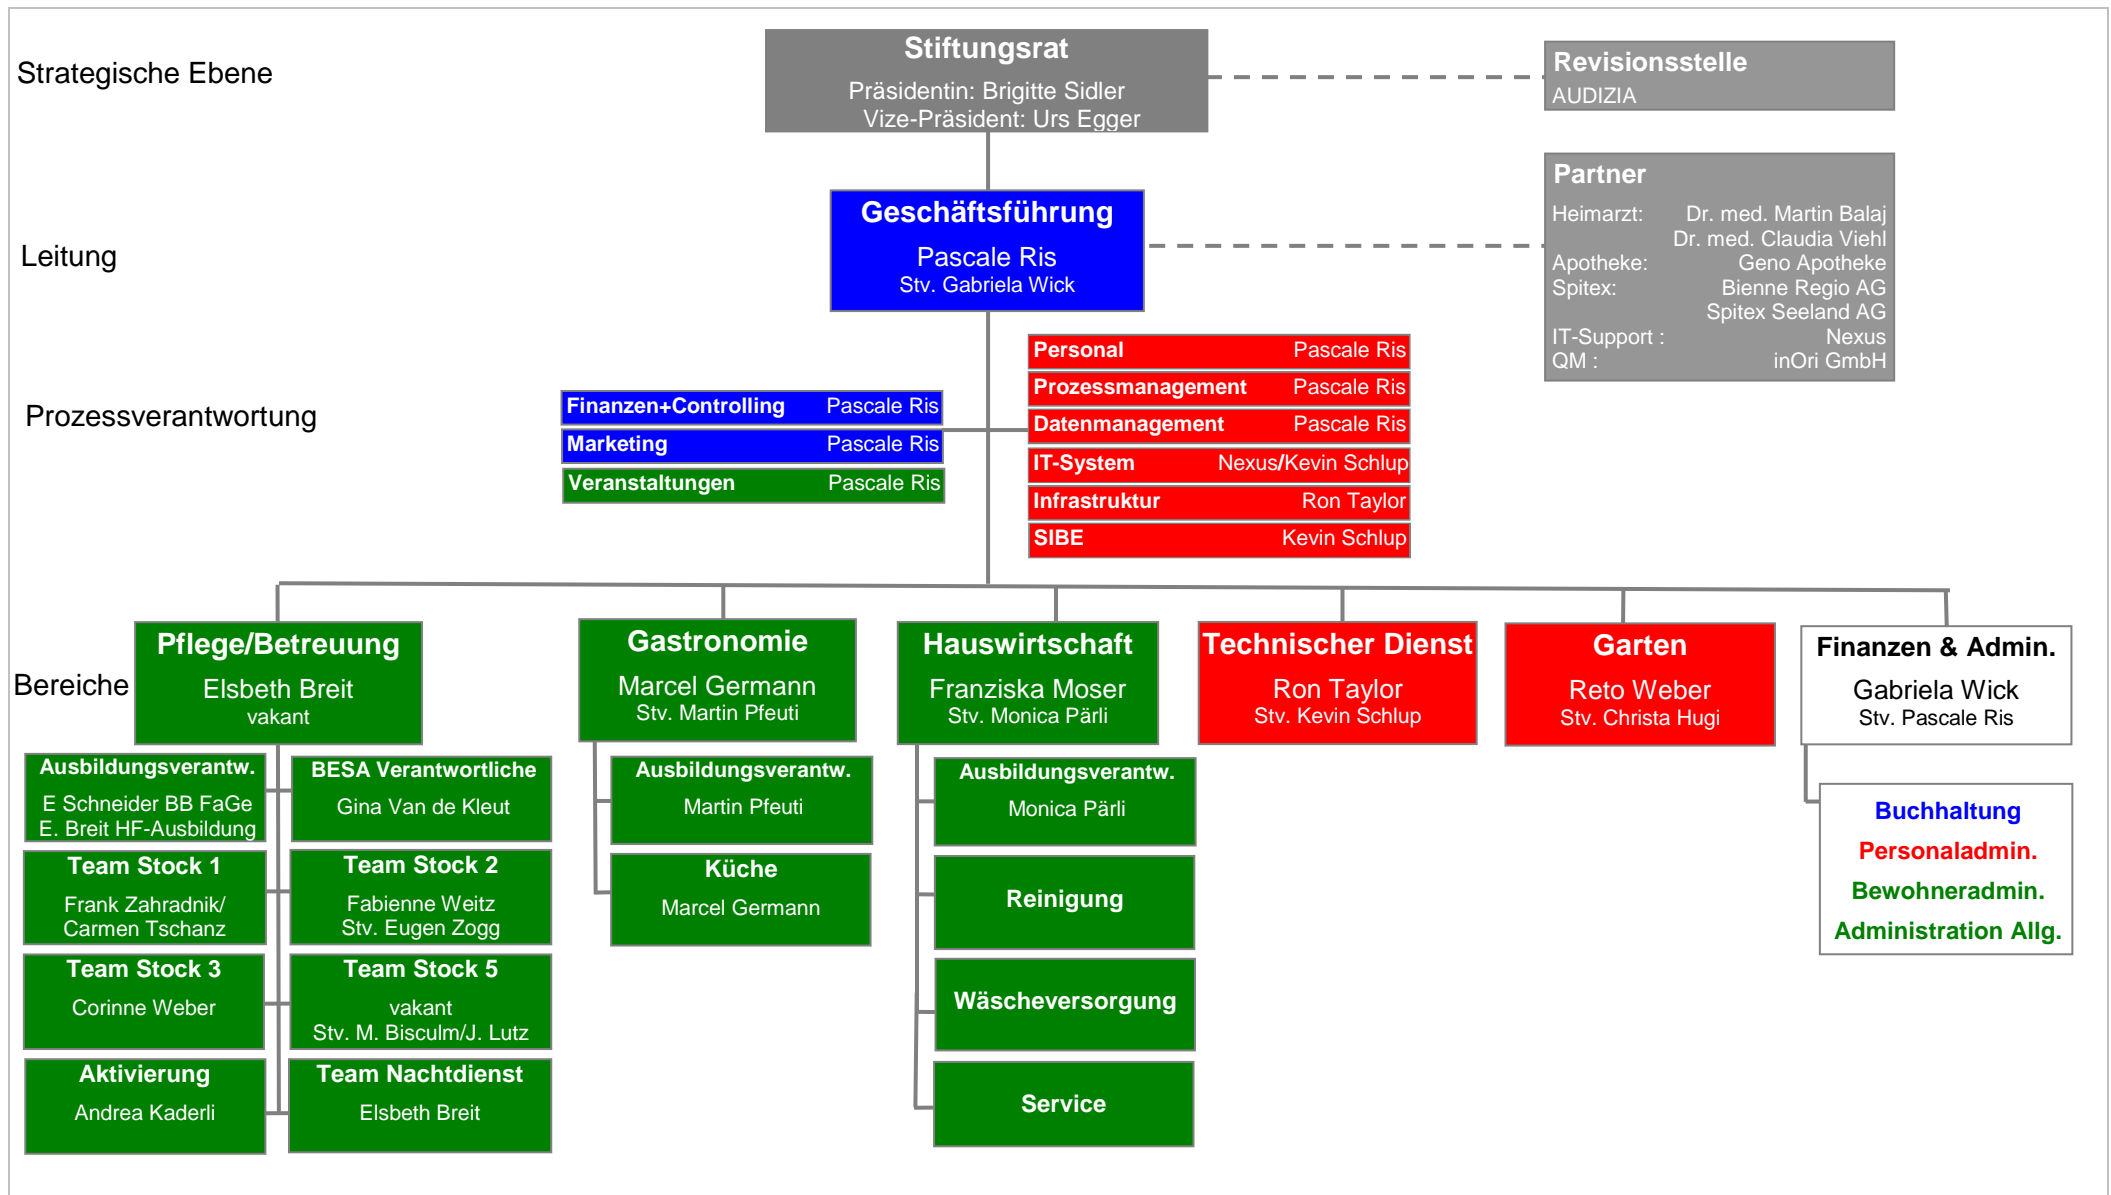 Strategische Ebene
Stiftungsrat
Präsidentin: Brigitte Sidler
Vize-Präsident: Urs Egger
Revisionsstelle
AUDIZIA
Leitung
Geschäftsführung
Pascale Ris
Stv. Gabriela Wick
Partner
Heimarzt: Dr. med. Martin Balaj
Dr. med. Claudia Viehl
Apotheke: Geno Apotheke
Spitex: Bienne Regio AG
Spitex Seeland AG
IT-Support : Nexus
QM : inOri GmbH
Prozessverantwortung
Finanzen+Controlling Pascale Ris
Marketing Pascale Ris
Veranstaltungen Pascale Ris
Personal Pascale Ris
Prozessmanagement Pascale Ris
Datenmanagement Pascale Ris
IT-System Nexus/Kevin Schlup
Infrastruktur Ron Taylor
SIBE Kevin Schlup
Bereiche
Pflege/Betreuung
Elsbeth Breit
vakant
Gastronomie
Marcel Germann
Stv. Martin Pfeuti
Hauswirtschaft
Franziska Moser
Stv. Monica Pärli
Technischer Dienst
Ron Taylor
Stv. Kevin Schlup
Garten
Reto Weber
Stv. Christa Hugi
Finanzen & Admin.
Gabriela Wick
Stv. Pascale Ris
Ausbildungsverantw.
E Schneider BB FaGe
E. Breit HF-Ausbildung
BESA Verantwortliche
Gina Van de Kleut
Team Stock 1
Frank Zahradnik/
Carmen Tschanz
Team Stock 2
Fabienne Weitz
Stv. Eugen Zogg
Team Stock 3
Corinne Weber
Team Stock 5
vakant
Stv. M. Bisculm/J. Lutz
Aktivierung
Andrea Kaderli
Team Nachtdienst
Elsbeth Breit
Ausbildungsverantw.
Martin Pfeuti
Küche
Marcel Germann
Ausbildungsverantw.
Monica Pärli
Reinigung
Wäscheversorgung
Service
Buchhaltung
Personaladmin.
Bewohneradmin.
Administration Allg.